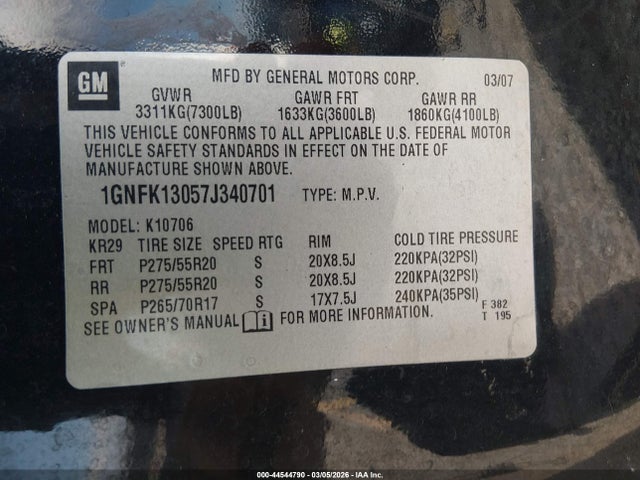 GM
MFD BY GENERAL MOTORS CORP. 03/07
GVWR GAWR FRT GAWR RR
3311KG(7300LB) 1633KG(3600LB) 1860KG(4100LB)
THIS VEHICLE CONFORMS TO ALL APPLICABLE U.S. FEDERAL MOTOR
VEHICLE SAFETY STANDARDS IN EFFECT ON THE DATE OF
MANUFACTURE SHOWN ABOVE.
1GNFK13057J340701 TYPE: M.P.V.
MODEL: K10706
KR29 TIRE SIZE SPEED RTG RIM COLD TIRE PRESSURE
FRT P275/55R20 S 20X8.5J 220KPA(32PSI)
RR P275/55R20 S 20X8.5J 220KPA(32PSI)
SPA P265/70R17 S 17X7.5J 240KPA(35PSI) F 382
SEE OWNER'S MANUAL FOR MORE INFORMATION. T 195
000-44544790 — 03/05/2026 — IAA Inc.